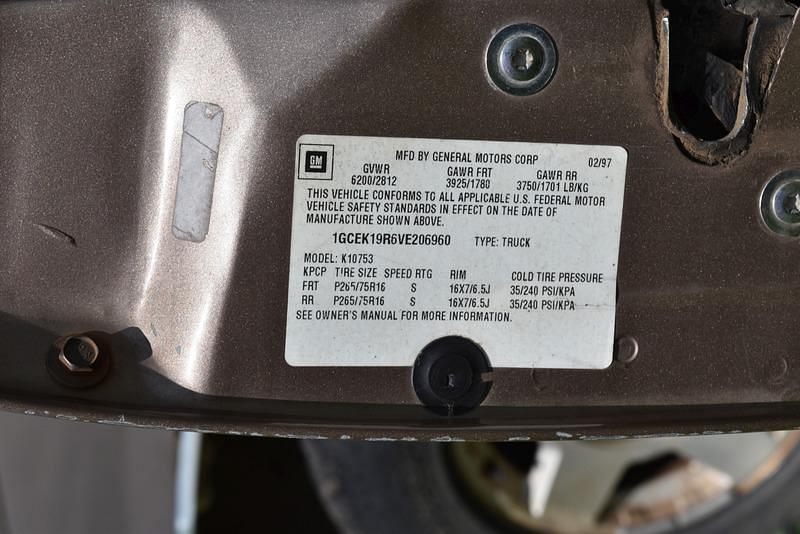 GM
MFD BY GENERAL MOTORS CORP 02/97
GVWR GAWR FRT GAWR RR
6200/2812 3925/1780 3750/1701 LB/KG
THIS VEHICLE CONFORMS TO ALL APPLICABLE U.S. FEDERAL MOTOR
VEHICLE SAFETY STANDARDS IN EFFECT ON THE DATE OF
MANUFACTURE SHOWN ABOVE.
1GCEK19R6VE206960 TYPE: TRUCK
MODEL: K10753
KPCP TIRE SIZE SPEED RTG RIM COLD TIRE PRESSURE
FRT P265/75R16 S 16X7/6.5J 35/240 PSI/KPA
RR P265/75R16 S 16X7/6.5J 35/240 PSI/KPA
SEE OWNER'S MANUAL FOR MORE INFORMATION.